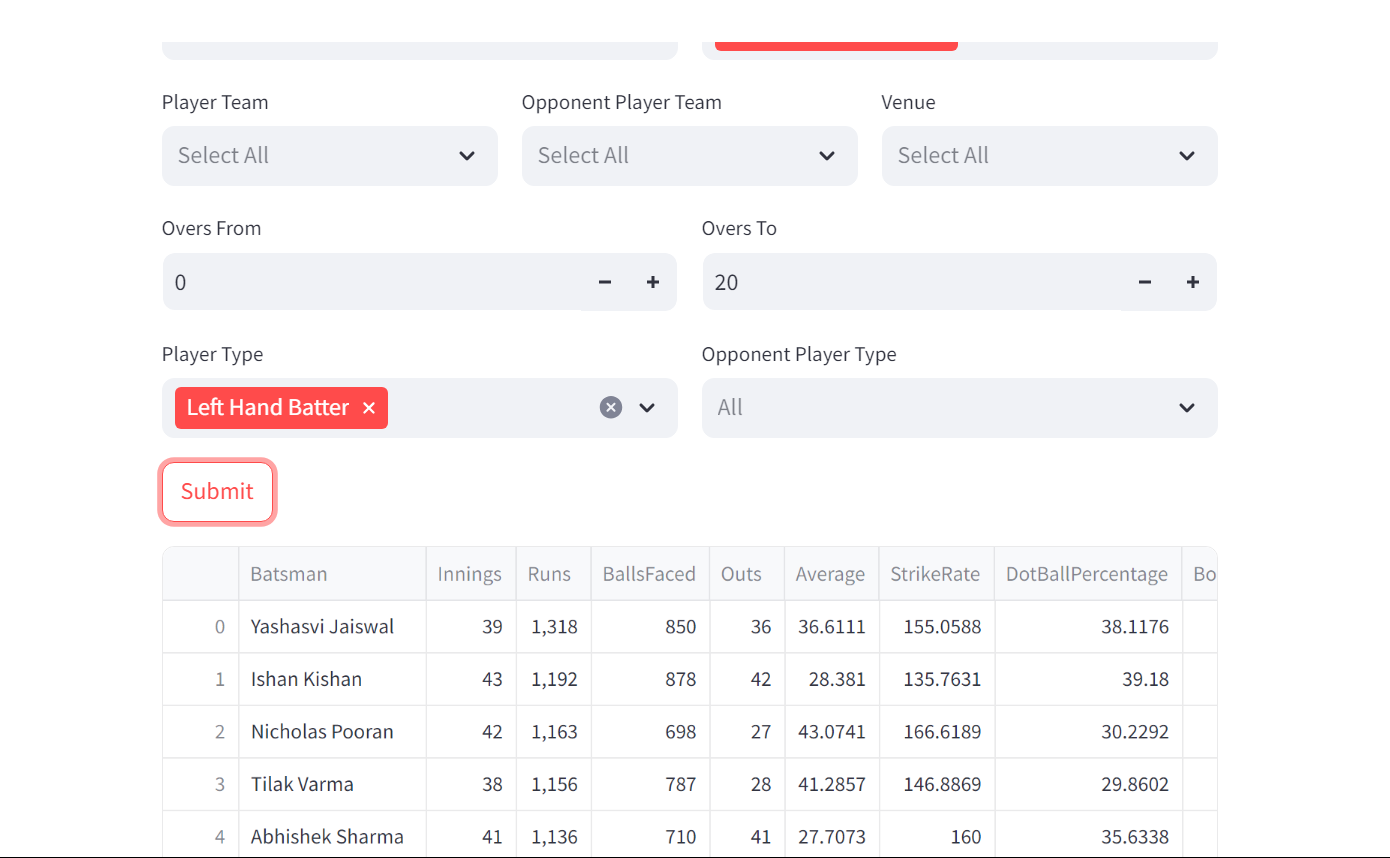 Player Team Opponent Player Team Venue
Select All Select All Select All
Overs From Overs To
0 20
Player Type Opponent Player Type
Left Hand Batter All
Submit
Batsman Innings Runs BallsFaced Outs Average StrikeRate DotBallPercentage Bo
0 Yashasvi Jaiswal 39 1,318 850 36 36.6111 155.0588 38.1176
1 Ishan Kishan 43 1,192 878 42 28.381 135.7631 39.18
2 Nicholas Pooran 42 1,163 698 27 43.0741 166.6189 30.2292
3 Tilak Varma 38 1,156 787 28 41.2857 146.8869 29.8602
4 Abhishek Sharma 41 1,136 710 41 27.7073 160 35.6338